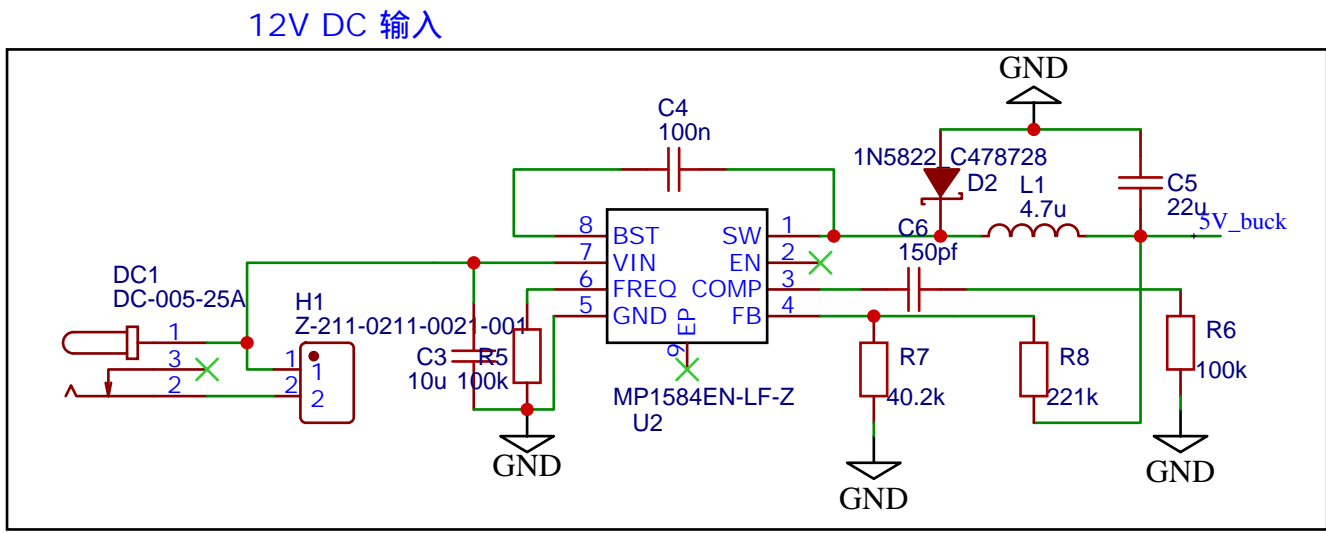 12V DC 输入
GND
C4
100n
1N5822_C478728
D2
L1
4.7u
C5
22u
5V_buck
C6
150pf
8
BST
SW
1
7
VIN
EN
2
6
FREQ
COMP
3
5
GND
FB
4
EP
9
MP1584EN-LF-Z
U2
DC1
DC-005-25A
1
3
2
H1
Z-211-0211-0021-001
1
1
2
2
C3
10u
R5
100k
GND
R7
40.2k
GND
R8
221k
R6
100k
GND